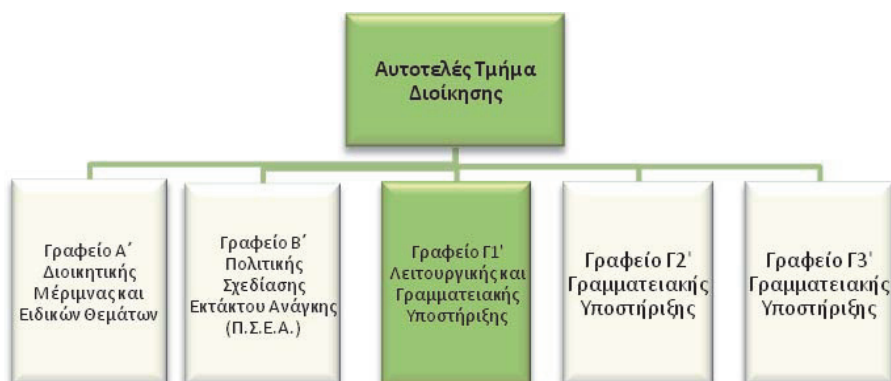 Αυτοτελές Τμήμα
Διοίκησης
Γραφείο Α΄
Διοικητικής
Μέριμνας και
Ειδικών Θεμάτων
Γραφείο Β΄
Πολιτικής
Σχεδίασης
Εκτάκτου Ανάγκης
(Π.Σ.Ε.Α.)
Γραφείο Γ1'
Λειτουργικής και
Γραμματειακής
Υποστήριξης
Γραφείο Γ2'
Γραμματειακής
Υποστήριξης
Γραφείο Γ3'
Γραμματειακής
Υποστήριξης